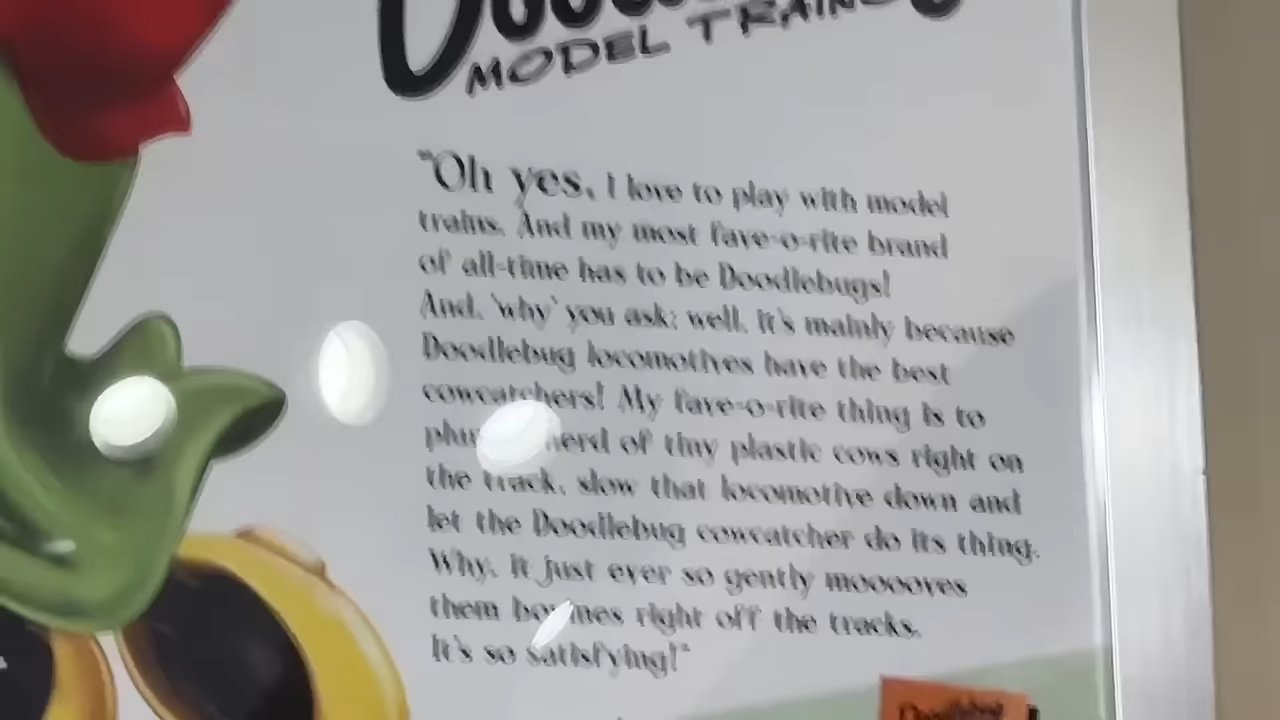 MODEL TRAINS
"Oh yes, I love to play with model
trains. And my most fave-o-rite brand
of all-time has to be Doodlebugs!
And, 'why' you ask; well, it's mainly because
Doodlebug locomotives have the best
cowcatchers! My fave-o-rite thing is to
herd of tiny plastic cows right on
the track, slow that locomotive down and
let the Doodlebug cowcatcher do its thing.
Why, it just ever so gently mooooves
them bovines right off the tracks.
It's so satisfying!"
Doodlebug